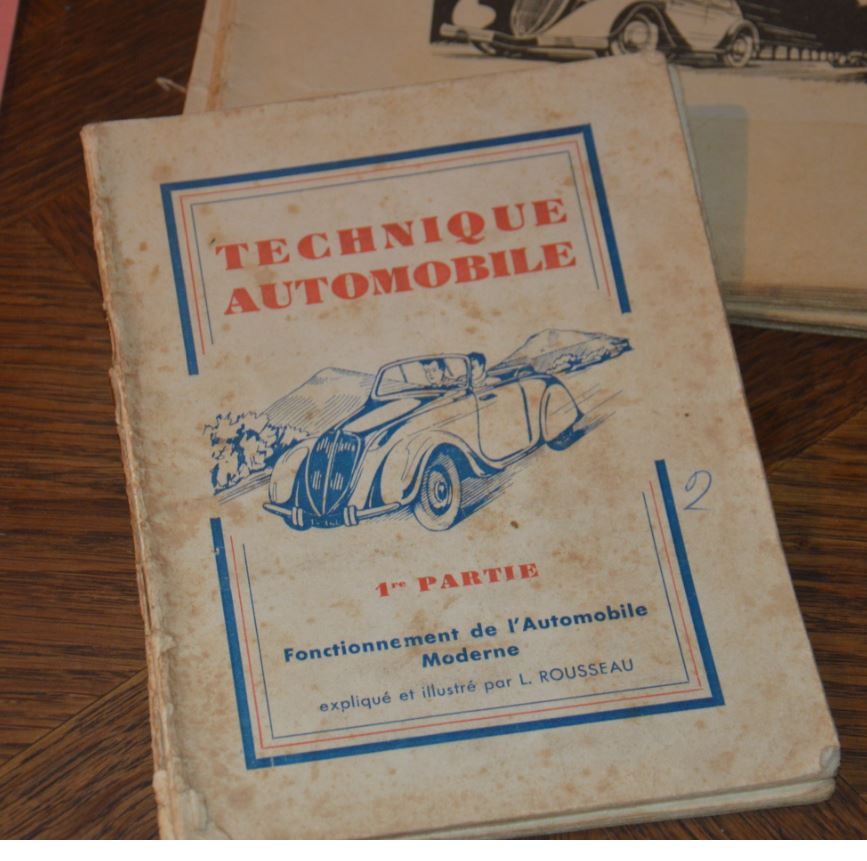 TECHNIQUE
AUTOMOBILE
1re PARTIE
Fonctionnement de l'Automobile
Moderne
expliqué et illustré par L. ROUSSEAU
2